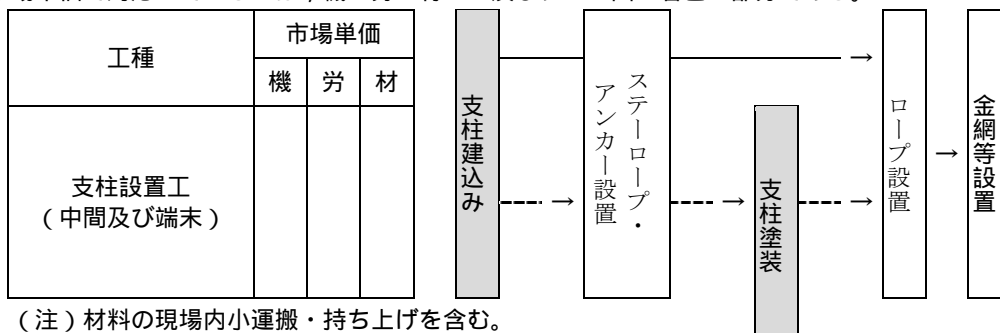 工種
市場単価
機
労
材
支柱設置工
(中間及び端末)
支柱建込み
→
→
ステーロープ・
アンカー設置
→
支柱塗装
→
ロープ設置
→
金網等設置
(注)材料の現場内小運搬・持ち上げを含む。